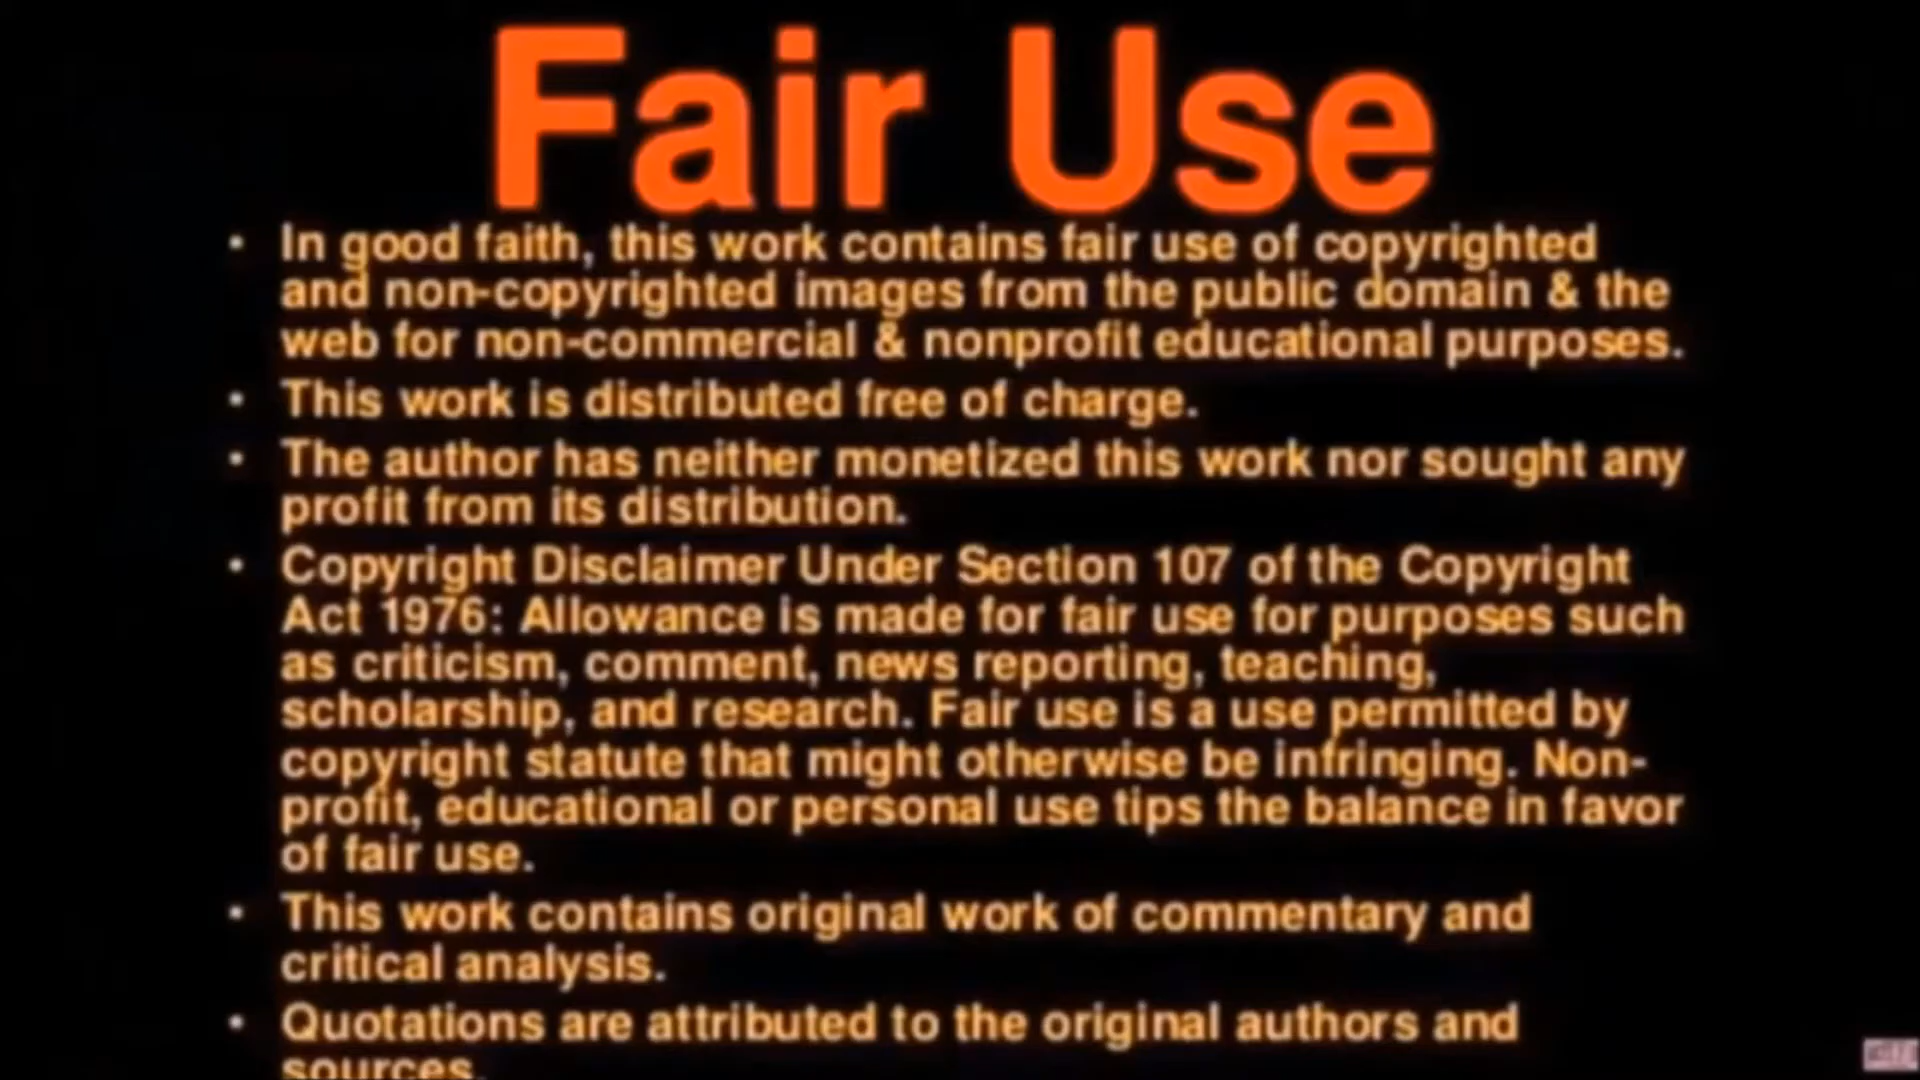 Fair Use
• In good faith, this work contains fair use of copyrighted
and non-copyrighted images from the public domain & the
web for non-commercial & nonprofit educational purposes.
• This work is distributed free of charge.
• The author has neither monetized this work nor sought any
profit from its distribution.
• Copyright Disclaimer Under Section 107 of the Copyright
Act 1976: Allowance is made for fair use for purposes such
as criticism, comment, news reporting, teaching,
scholarship, and research. Fair use is a use permitted by
copyright statute that might otherwise be infringing. Non-
profit, educational or personal use tips the balance in favor
of fair use.
• This work contains original work of commentary and
critical analysis.
• Quotations are attributed to the original authors and
sources.